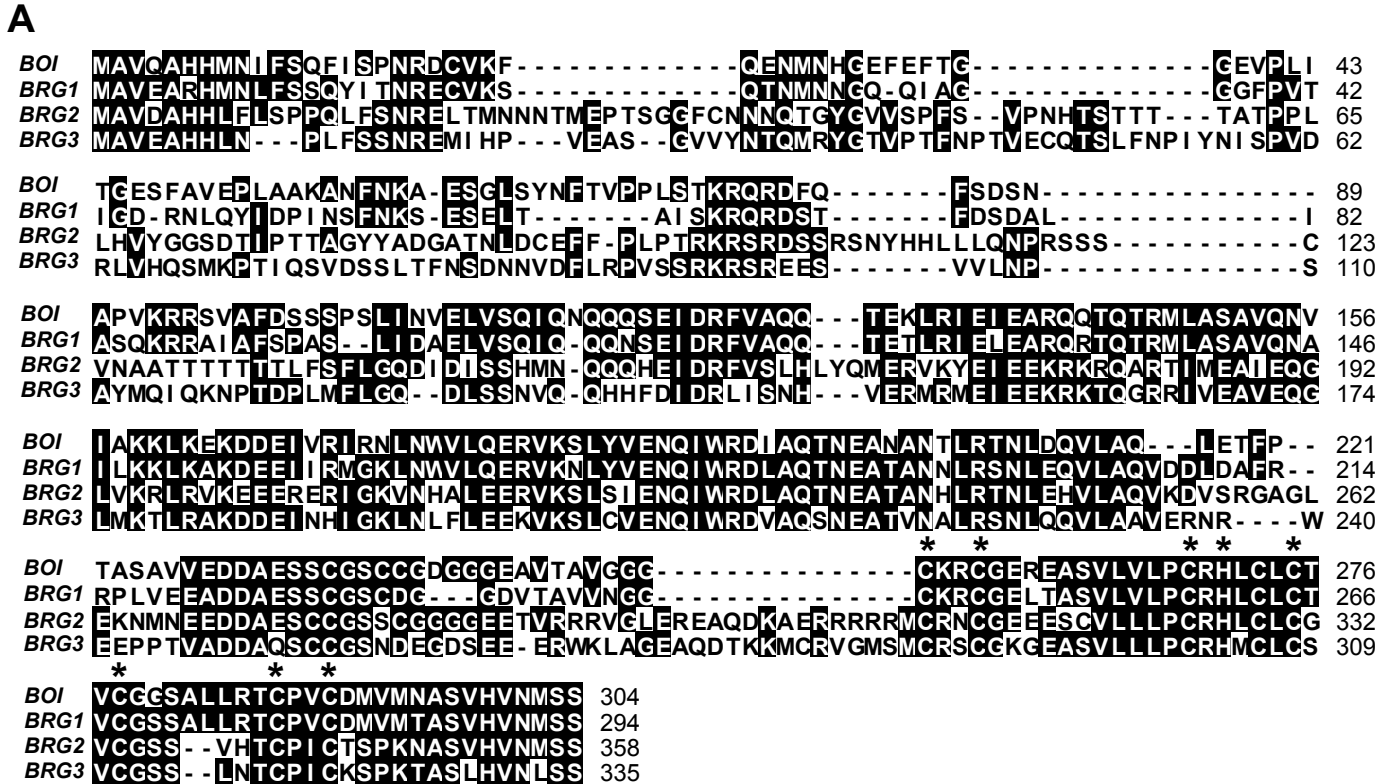 A
BOI MAVQAHHMNIFSQFISPNRDCVKF-------------QENMNHGEFEFTG--------------GEVPLI 43
BRG1 MAVEARHMNLFSSQYITNRECVKS-------------QTNMNNGQ-QIAG--------------GGFPVT 42
BRG2 MAVDAHHLFLSPPQLFSNRELTMNNNTMEPTSGGFCNNNQTGYGVVSPFS--VPNHTSTTT---TATPPL 65
BRG3 MAVEAHHLN---PLFSSNREMIHP---VEAS--GVVYNTQMRYGTVPTFNPTVECQTSLFNPIYNISPVD 62
BOI TGESFAVEPLAAKANFNKA-ESGLSYNFTVPPLSTKRQRDFQ-------FSDSN---------------- 89
BRG1 IGD-RNLQYIDPINSFNKS-ESELT-------AISKRQRDST-------FDSDAL--------------I 82
BRG2 LHVYGGSDTIPTTAGYYADGATNLDCEFF-PLPTRKRSRDSSRSNYHHLLLQNPRSSS-----------C 123
BRG3 RLVHQSMKPTIQSVDSSLTFNSDNNVDFLRPVSSRKRSREES-------VVLNP---------------S 110
BOI APVKRRSVAFDSSSPSLINVELVSQIQNQQQSEIDRFVAQQ---TEKLRIEIEARQQTQTRMLASAVQNV 156
BRG1 ASQKRRAIAFSPAS--LIDAELVSQIQ-QQNSEIDRFVAQQ---TETLRIELEARQRTQTRMLASAVQNA 146
BRG2 VNAATTTTTTTLFSFLGQDIDISSHMN-QQQHEIDRFVSLHLYQMERVKYEIEEKRKRQARTIMEAIEQG 192
BRG3 AYMQIQKNPTDPLMFLGQ--DLSSNVQ-QHHFDIDRLISNH---VERMRMEIEEKRKTQGRRIVEAVEQG 174
BOI IAKKLKEKDDEIVRIRNLNWVLQERVKSLYVENQIWRDIAQTNEANANTLRTNLDQVLAQ---LETFP-- 221
BRG1 ILKKLKAKDEEIIRMGKLNWVLQERVKNLYVENQIWRDLAQTNEATANNLRSNLEQVLAQVDDLDAFR-- 214
BRG2 LVKRLRVKEEERERIGKVNHALEERVKSLSIENQIWRDLAQTNEATANHLRTNLEHVLAQVKDVSRGAGL 262
BRG3 LMKTLRAKDDEINHIGKLNLFLEEKVKSLCVENQIWRDVAQSNEATVNALRSNLQQVLAAVERNR----W 240
* * * * *
BOI TASAVVEDDAESSCGSCCGDGGGEAVTAVGGG---------------CKRCGEREASVLVLPCRHLCLCT 276
BRG1 RPLVEEADDAESSCGSCDG---GDVTAVVNGG---------------CKRCGELTASVLVLPCRHLCLCT 266
BRG2 EKNMNEEDDAESCCGSSCGGGGEETVRRRVGLEREAQDKAERRRRRMCRNCGEEESCVLLLPCRHLCLCG 332
BRG3 EEPPTVADDAQSCCGSNDEGDSEE-ERWKLAGEAQDTKKMCRVGMSMCRSCGKGEASVLLLPCRHMCLCS 309
* * *
BOI VCGGSALLRTCPVCDMVMNASVHVNMSS 304
BRG1 VCGSSALLRTCPVCDMVMTASVHVNMSS 294
BRG2 VCGSS--VHTCPICTSPKNASVHVNMSS 358
BRG3 VCGSS--LNTCPICKSPKTASLHVNLSS 335